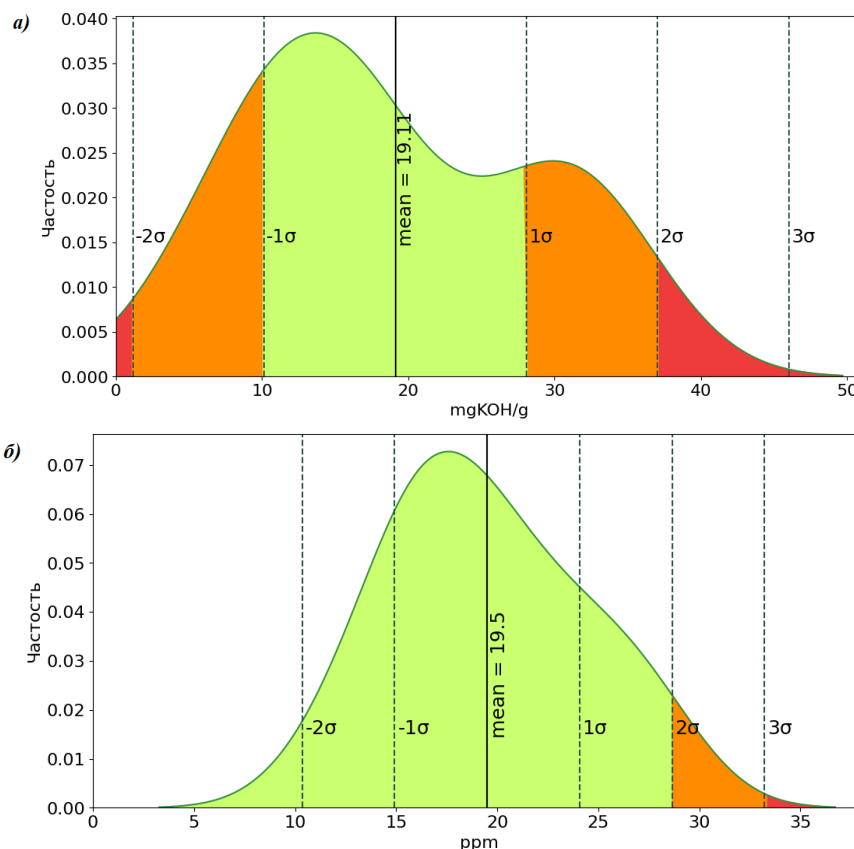 а)
0.040
0.035
0.030
0.025
0.020
0.015
0.010
0.005
0.000
Частость
-2σ
-1σ
mean = 19.11
1σ
2σ
3σ
0
10
20
30
40
50
mgKOH/g
б)
0.07
0.06
0.05
0.04
0.03
0.02
0.01
0.00
Частость
-2σ
-1σ
mean = 19.5
1σ
2σ
3σ
0
5
10
15
20
25
30
35
ppm